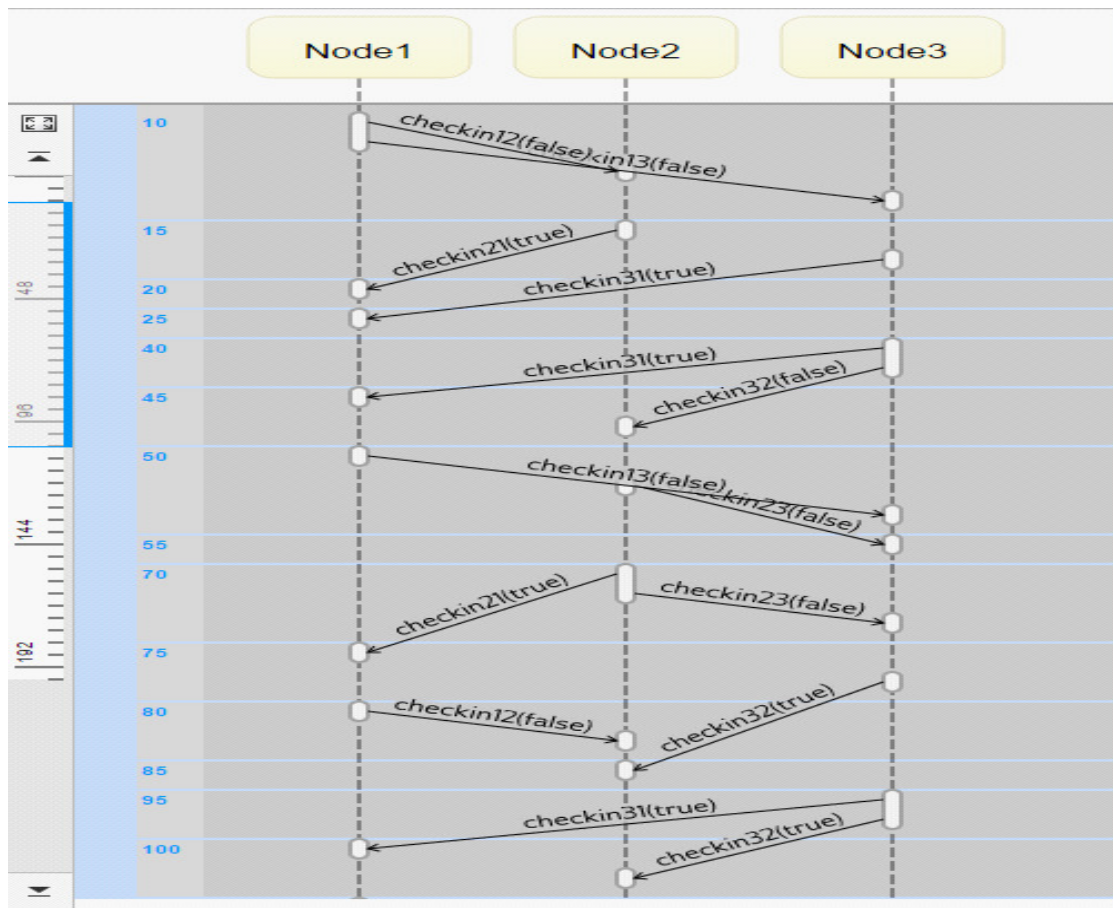 Node1 Node2 Node3
10
checkin12(false)
kin13(false)
15
checkin21(true)
checkin31(true)
20
25
40
checkin31(true)
checkin32(false)
45
48
96
50
checkin13(false)
checkin23(false)
144
55
70
checkin21(true)
checkin23(false)
192
75
checkin32(true)
80
checkin12(false)
85
95
checkin31(true)
checkin32(true)
100